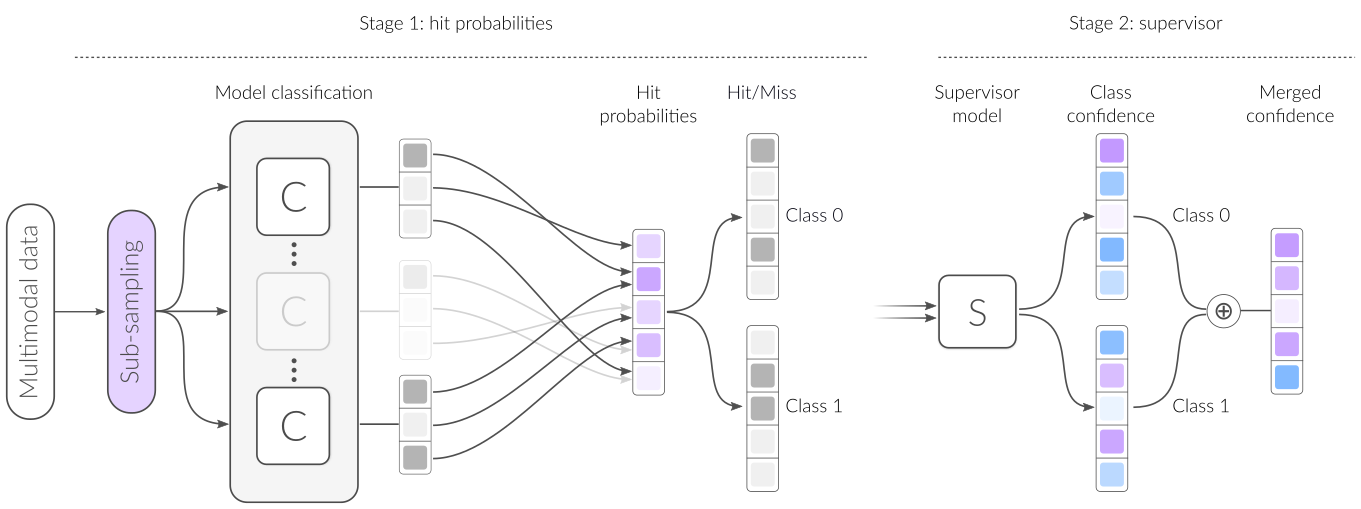 Stage 1: hit probabilities
Stage 2: supervisor
Model classification
Hit
probabilities
Hit/Miss
Supervisor
model
Class
confidence
Merged
confidence
Multimodal data
Sub-sampling
C
C
C
Class 0
Class 1
S
Class 0
Class 1